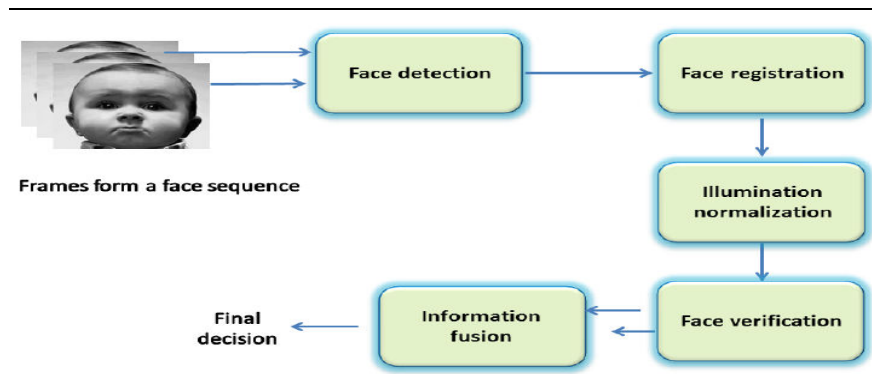 Face detection
Face registration
Frames form a face sequence
Illumination
normalization
Face verification
Information
fusion
Final
decision